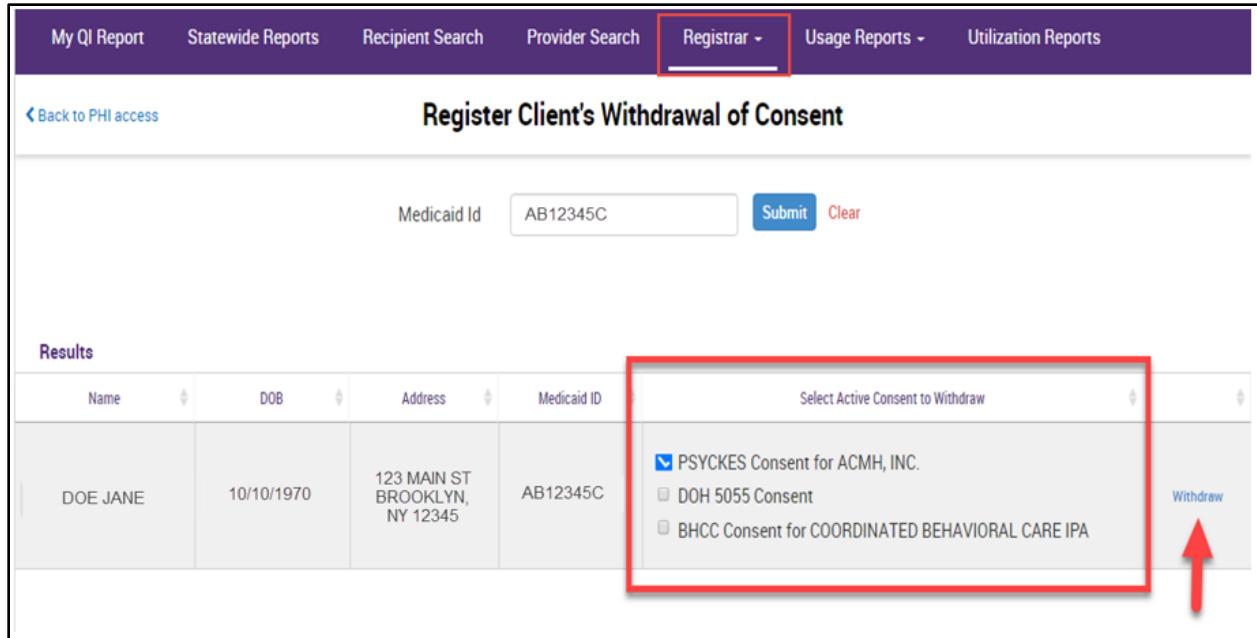 My QI Report Statewide Reports Recipient Search Provider Search Registrar Usage Reports Utilization Reports
Back to PHI access
Register Client's Withdrawal of Consent
Medicaid Id AB12345C Submit Clear
Results
Name DOB Address Medicaid ID Select Active Consent to Withdraw
DOE JANE
10/10/1970
123 MAIN ST
BROOKLYN,
NY 12345
AB12345C
PSYCKES Consent for ACMH, INC.
DOH 5055 Consent
BHCC Consent for COORDINATED BEHAVIORAL CARE IPA
Withdraw